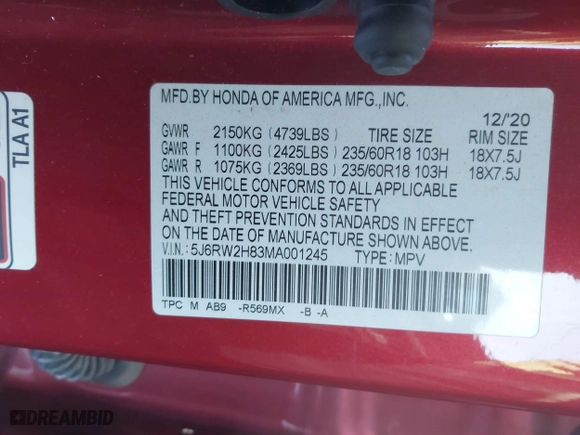 MFD.BY HONDA OF AMERICA MFG.,INC.
12/'20
GVWR 2150KG (4739LBS) TIRE SIZE RIM SIZE
GAWR F 1100KG (2425LBS) 235/60R18 103H 18X7.5J
GAWR R 1075KG (2369LBS) 235/60R18 103H 18X7.5J
THIS VEHICLE CONFORMS TO ALL APPLICABLE
FEDERAL MOTOR VEHICLE SAFETY
AND THEFT PREVENTION STANDARDS IN EFFECT
ON THE DATE OF MANUFACTURE SHOWN ABOVE.
V.I.N.: 5J6RW2H83MA001245 TYPE: MPV
TPC M AB9 -R569MX -B -A
TLA A1
DREAMBID